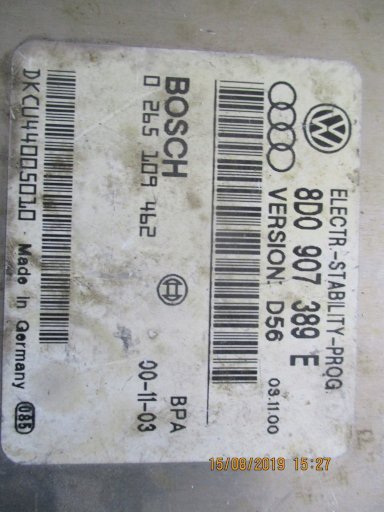 ELECTR.-STABILITY-PROG.
8D0 907 389 E
VERSION: D56
03.11.00
BOSCH
0 265 109 462
BPA
00-11-03
DKCU44005010
Made in Germany
085
15/08/2019 15:27